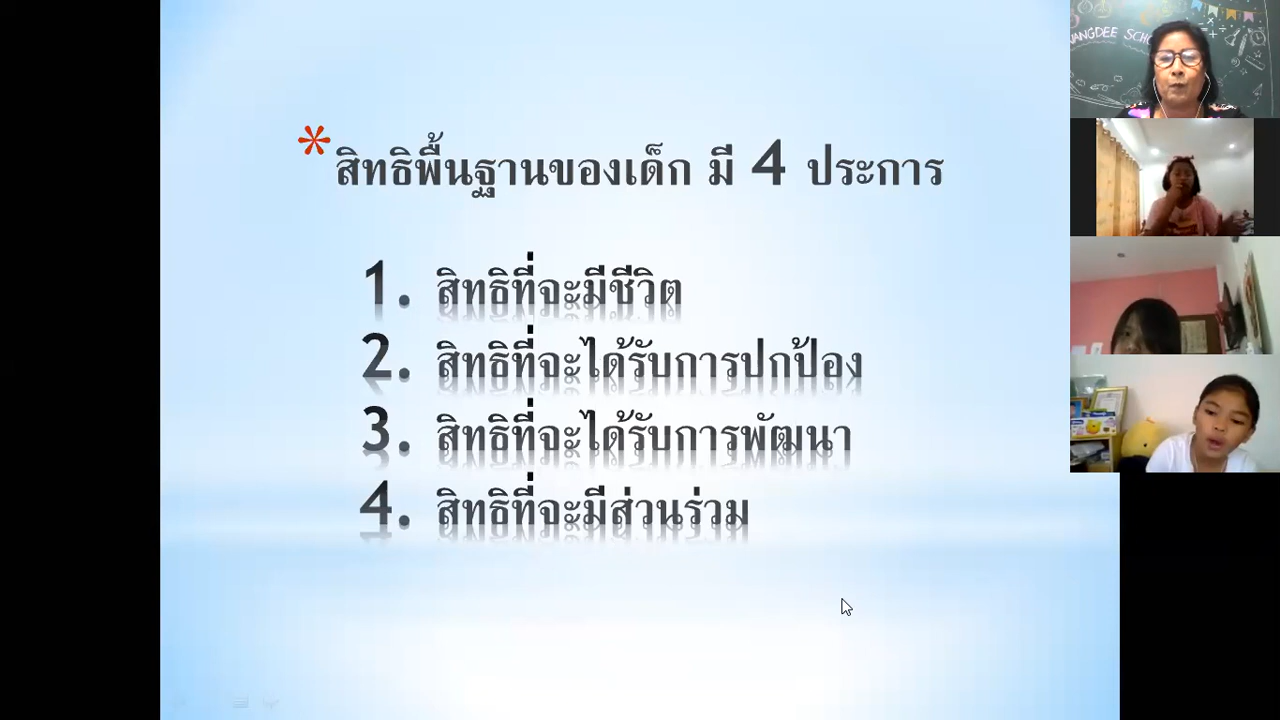 *สิทธิพื้นฐานของเด็ก มี 4 ประการ
1. สิทธิที่จะมีชีวิต
2. สิทธิที่จะได้รับการปกป้อง
3. สิทธิที่จะได้รับการพัฒนา
4. สิทธิที่จะมีส่วนร่วม